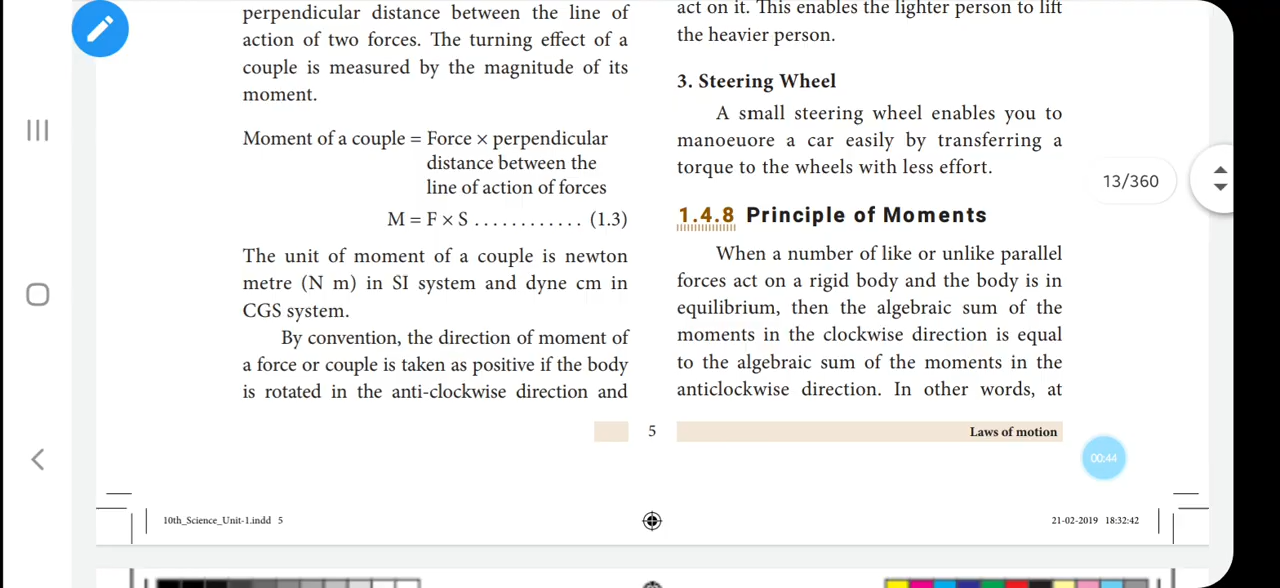 perpendicular distance between the line of
action of two forces. The turning effect of a
couple is measured by the magnitude of its
moment.
Moment of a couple = Force × perpendicular
distance between the
line of action of forces
M = F × S ............ (1.3)
The unit of moment of a couple is newton
metre (N m) in SI system and dyne cm in
CGS system.
By convention, the direction of moment of
a force or couple is taken as positive if the body
is rotated in the anti-clockwise direction and
act on it. This enables the lighter person to lift
the heavier person.
3. Steering Wheel
A small steering wheel enables you to
manoeuore a car easily by transferring a
torque to the wheels with less effort.
1.4.8 Principle of Moments
When a number of like or unlike parallel
forces act on a rigid body and the body is in
equilibrium, then the algebraic sum of the
moments in the clockwise direction is equal
to the algebraic sum of the moments in the
anticlockwise direction. In other words, at
13/360
5
Laws of motion
00:44
10th_Science_Unit-1.indd 5
21-02-2019 18:32:42